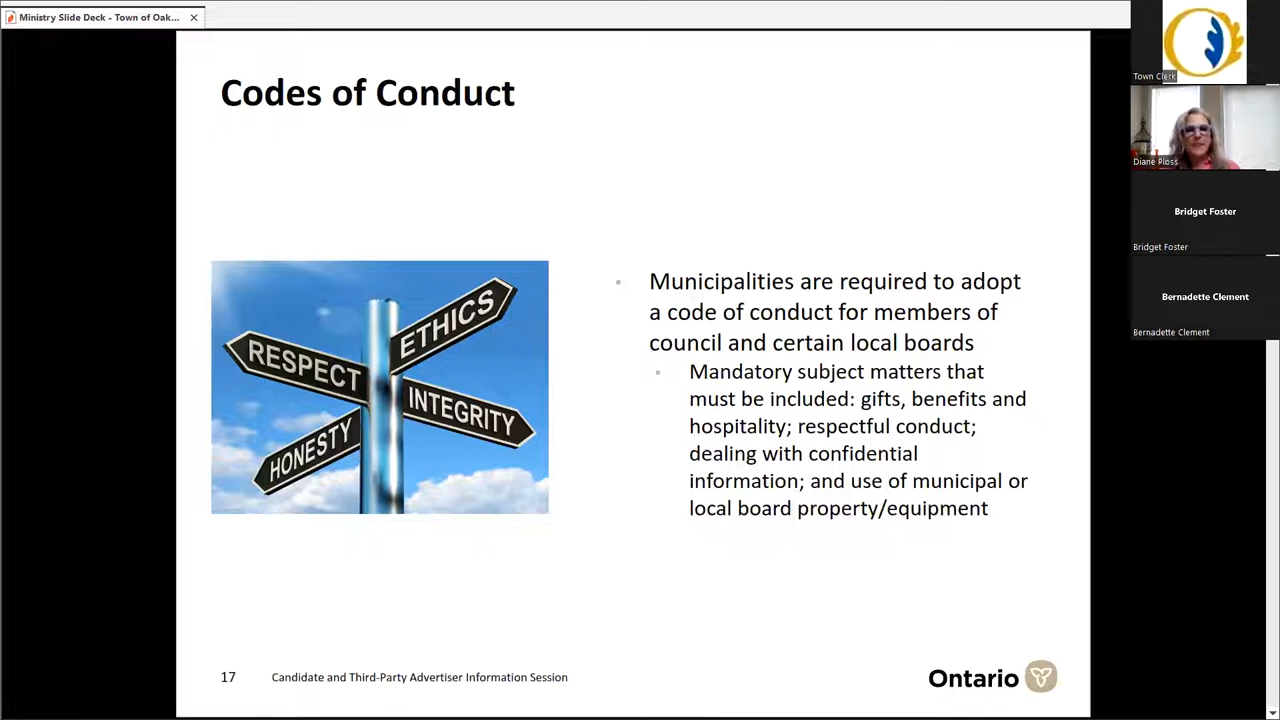 Ministry Slide Deck - Town of Oak...
Codes of Conduct
ETHICS
RESPECT
INTEGRITY
HONESTY
Municipalities are required to adopt
a code of conduct for members of
council and certain local boards
Mandatory subject matters that
must be included: gifts, benefits and
hospitality; respectful conduct;
dealing with confidential
information; and use of municipal or
local board property/equipment
17
Candidate and Third-Party Advertiser Information Session
Ontario
Town Clerk
Diane Ploss
Bridget Foster
Bridget Foster
Bernadette Clement
Bernadette Clement